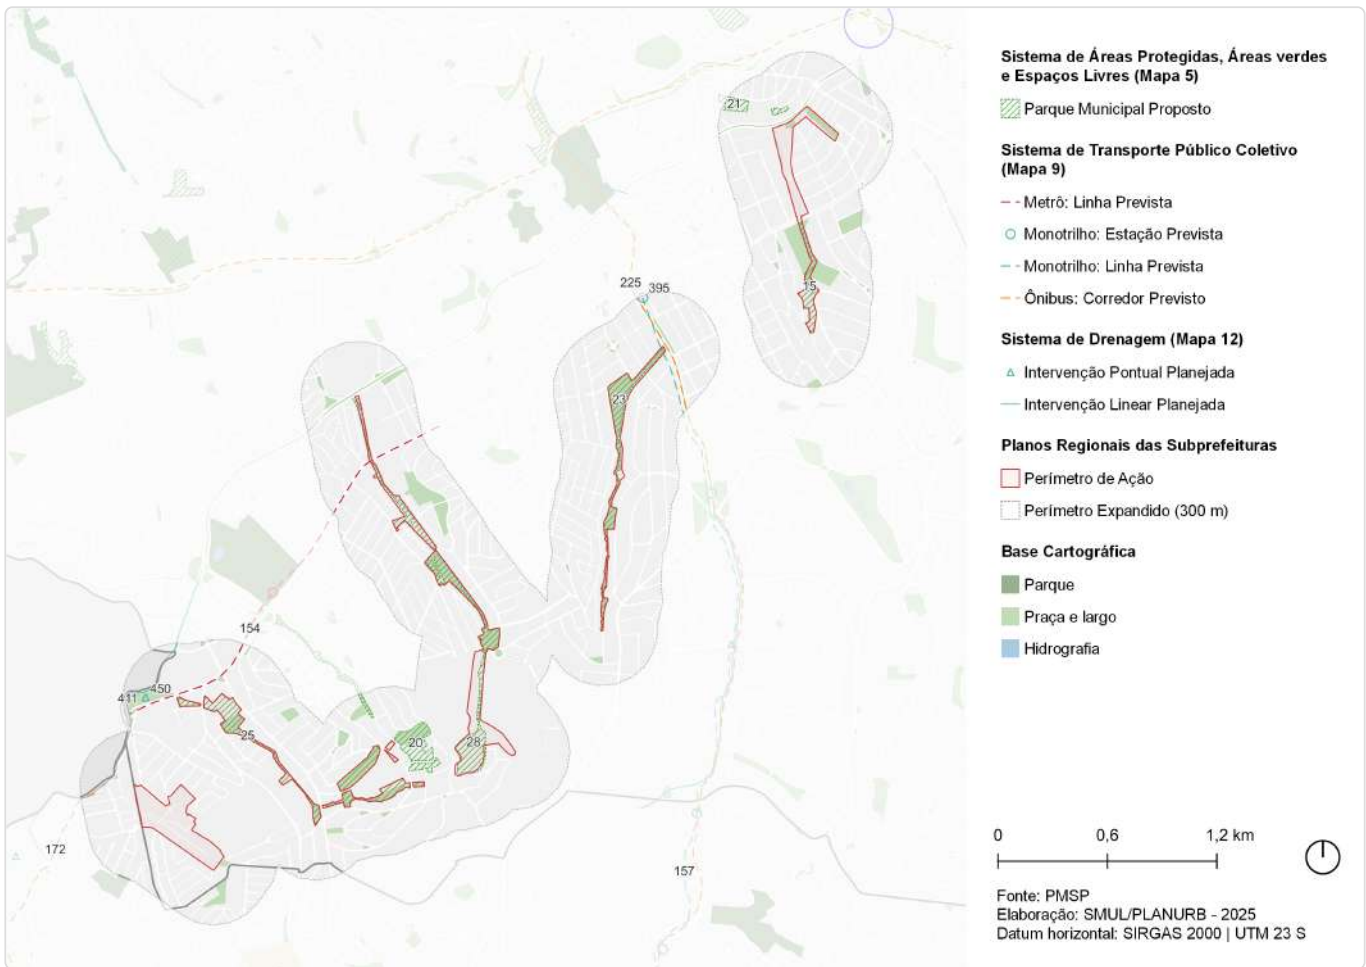 Sistema de Áreas Protegidas, Áreas verdes
e Espaços Livres (Mapa 5)
Parque Municipal Proposto
Sistema de Transporte Público Coletivo
(Mapa 9)
Metrô: Linha Prevista
Monotrilho: Estação Prevista
Monotrilho: Linha Prevista
Ônibus: Corredor Previsto
Sistema de Drenagem (Mapa 12)
Intervenção Pontual Planejada
Intervenção Linear Planejada
Planos Regionais das Subprefeituras
Perímetro de Ação
Perímetro Expandido (300 m)
Base Cartográfica
Parque
Praça e largo
Hidrografia
0 0,6 1,2 km
Fonte: PMSP
Elaboração: SMUL/PLANURB - 2025
Datum horizontal: SIRGAS 2000 | UTM 23 S
21
15
225 395
23
154
411 450
25
20
28
172
157